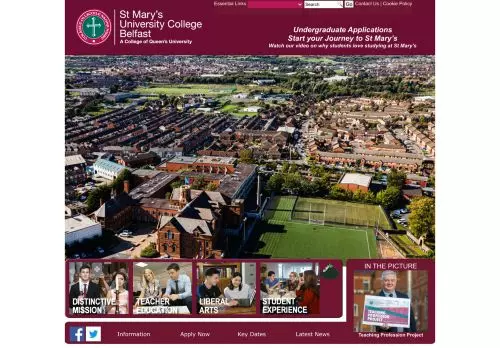 Essential Links
Search
Go
Contact Us | Cookie Policy
St Mary's
University College
Belfast
A College of Queen's University
Undergraduate Applications
Start your Journey to St Mary's
Watch our video on why students love studying at St Mary's
DISTINCTIVE
MISSION
TEACHER
EDUCATION
LIBERAL
ARTS
STUDENT
EXPERIENCE
IN THE PICTURE
TEACHING
PROFESSION
PROJECT
Teaching Profession Project
Information
Apply Now
Key Dates
Latest News